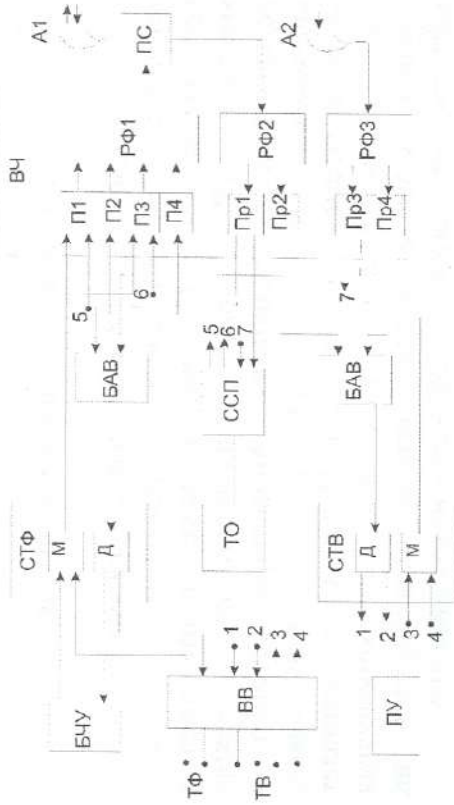 ВЧ
А1
СТФ
БЧУ
М
Д
5
БАВ
6
П1
П2
П3
П4
РФ1
ПС
ТФ
ТВ
ВВ
1
2
3
4
ТО
ССП
5
6
7
Пр1
Пр2
РФ2
А2
ПУ
СТВ
1
2
3
4
Д
М
БАВ
7
Пр3
Пр4
РФ3